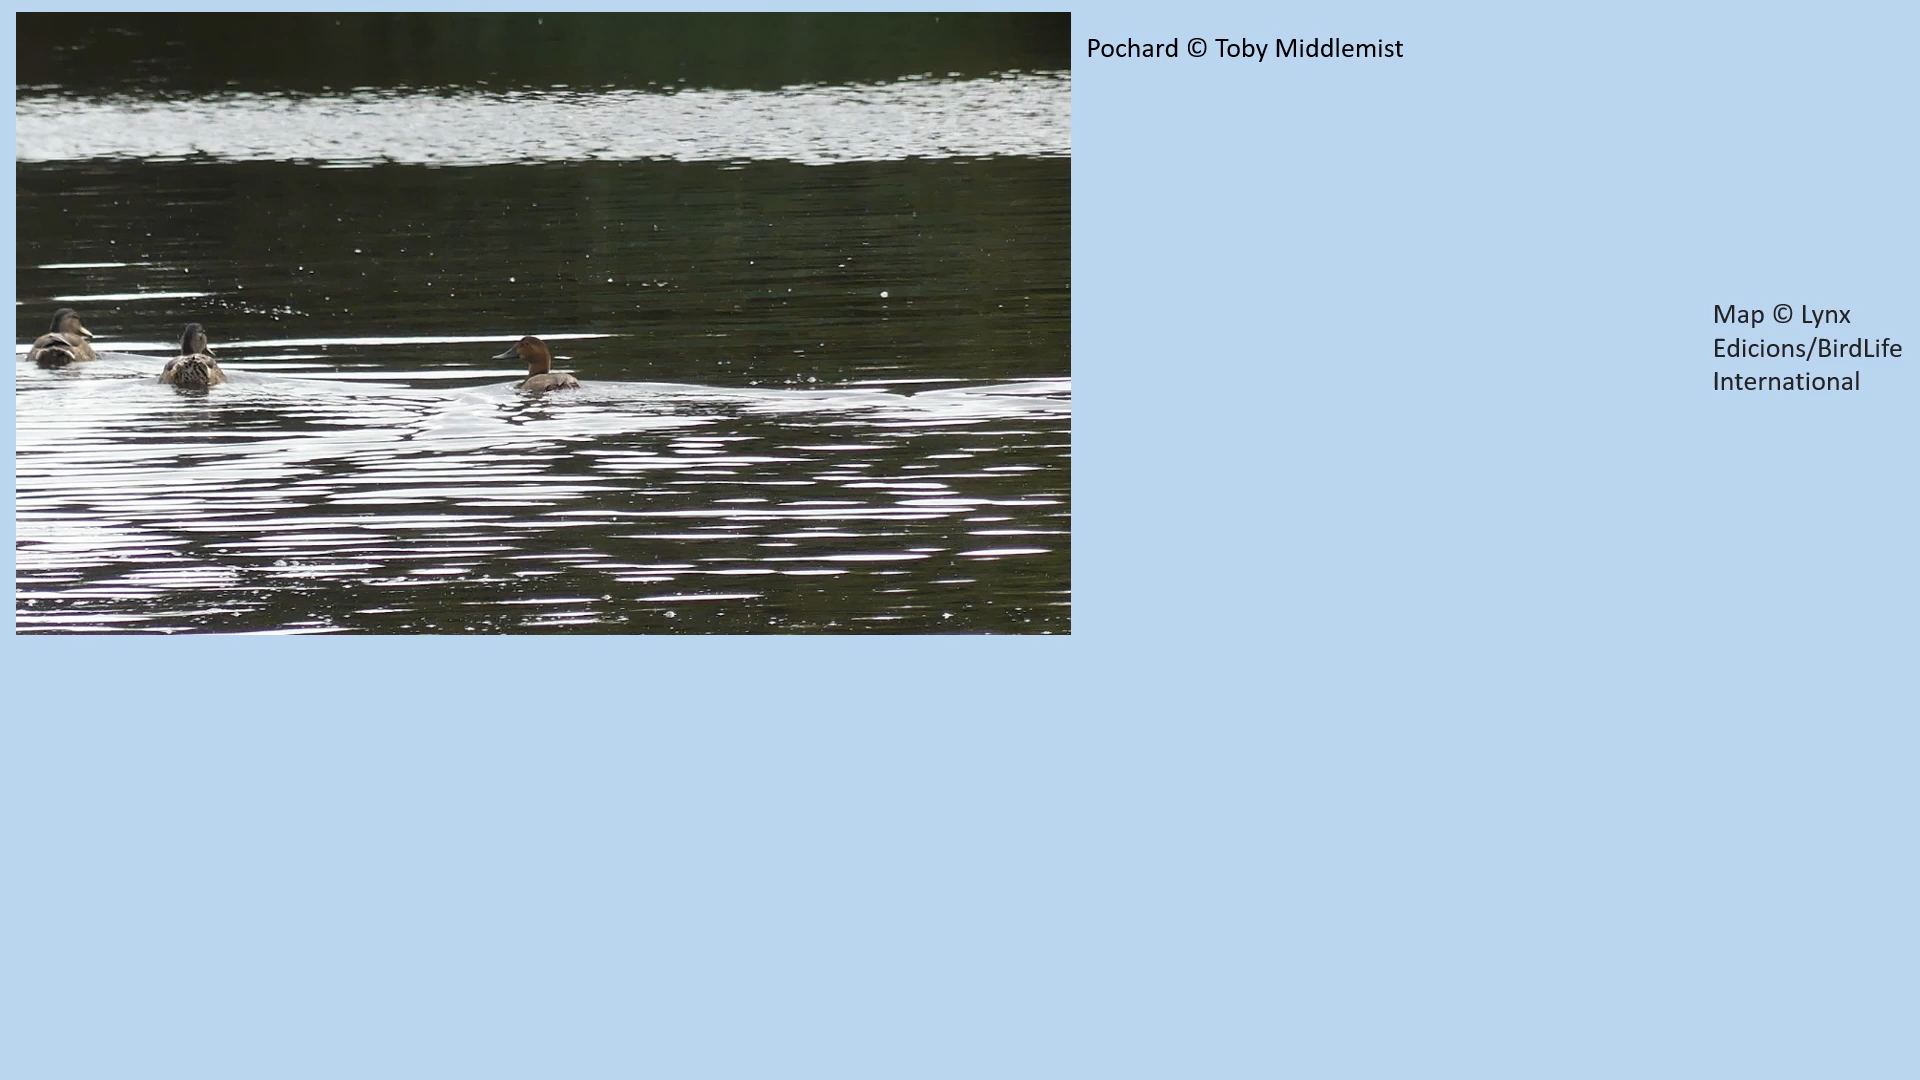 Pochard © Toby Middlemist
Map © Lynx
Edicions/BirdLife
International